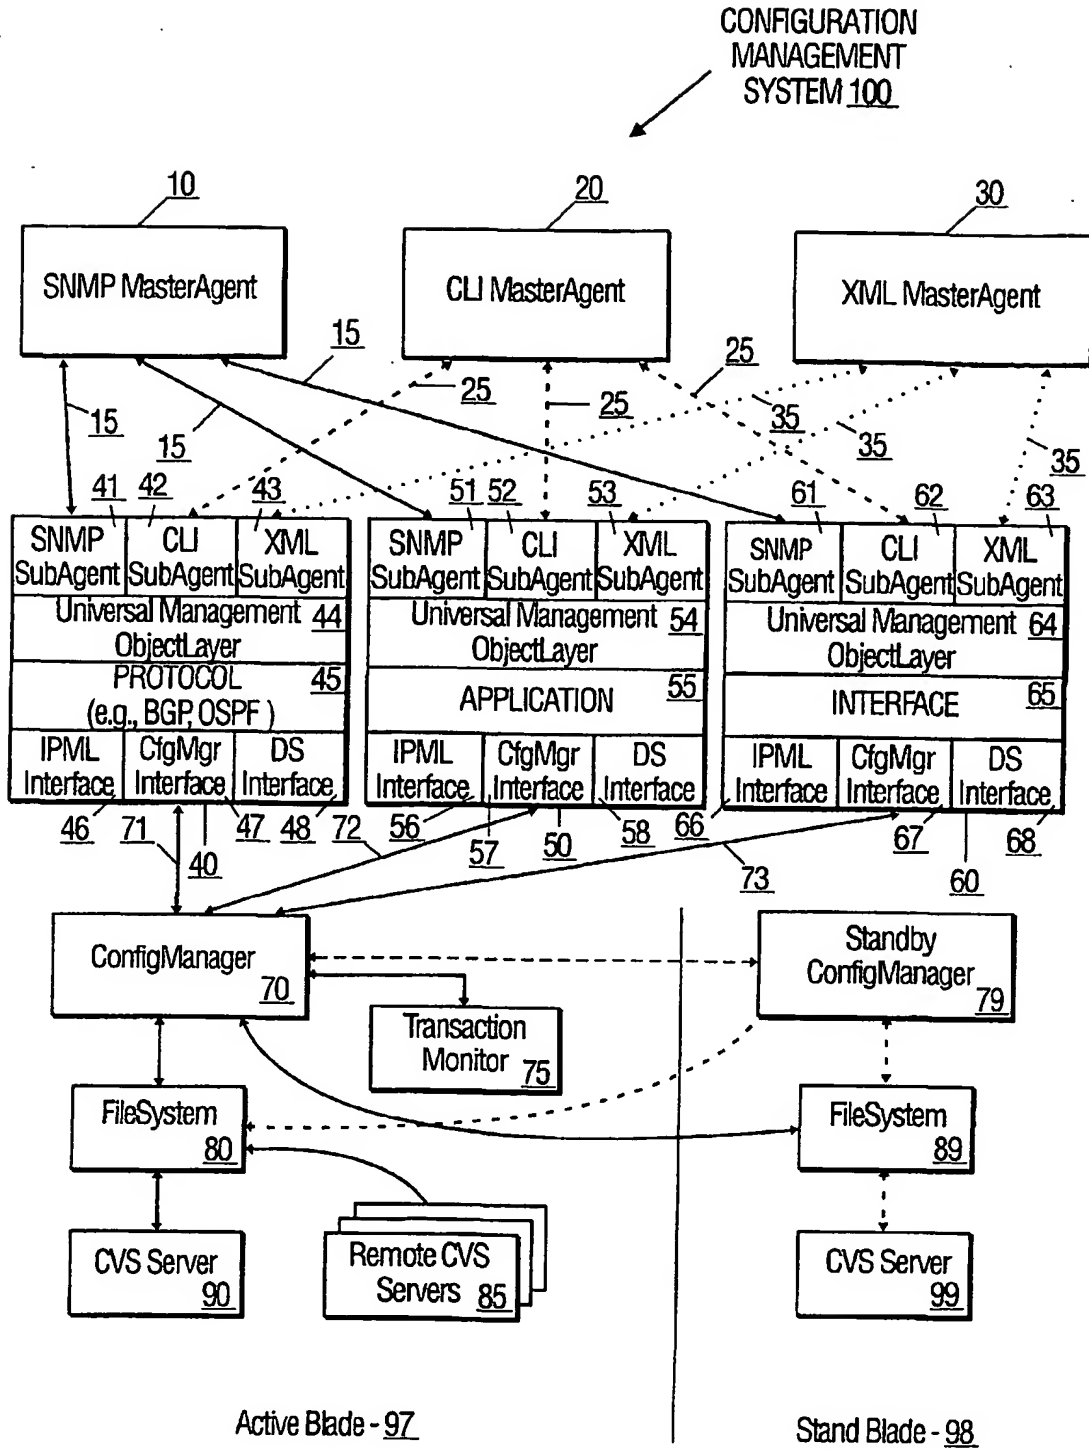 CONFIGURATION
MANAGEMENT
SYSTEM 100
10
20
30
SNMP MasterAgent
CLI MasterAgent
XML MasterAgent
15
25
25
25
15
15
35
35
35
41
42
43
51
52
53
61
62
63
SNMP SubAgent
CLI SubAgent
XML SubAgent
Universal Management ObjectLayer 44
PROTOCOL 45
(e.g., BGP, OSPF )
IPML Interface
CfgMgr Interface
DS Interface
SNMP SubAgent
CLI SubAgent
XML SubAgent
Universal Management ObjectLayer 54
APPLICATION 55
IPML Interface
CfgMgr Interface
DS Interface
SNMP SubAgent
CLI SubAgent
XML SubAgent
Universal Management ObjectLayer 64
INTERFACE 65
IPML Interface
CfgMgr Interface
DS Interface
46
71
40
47
48
72
56
57
50
58
66
73
67
60
68
ConfigManager
70
Standby
ConfigManager
79
Transaction
Monitor 75
FileSystem
80
FileSystem
89
CVS Server
90
Remote CVS
Servers 85
CVS Server
99
Active Blade - 97
Stand Blade - 98